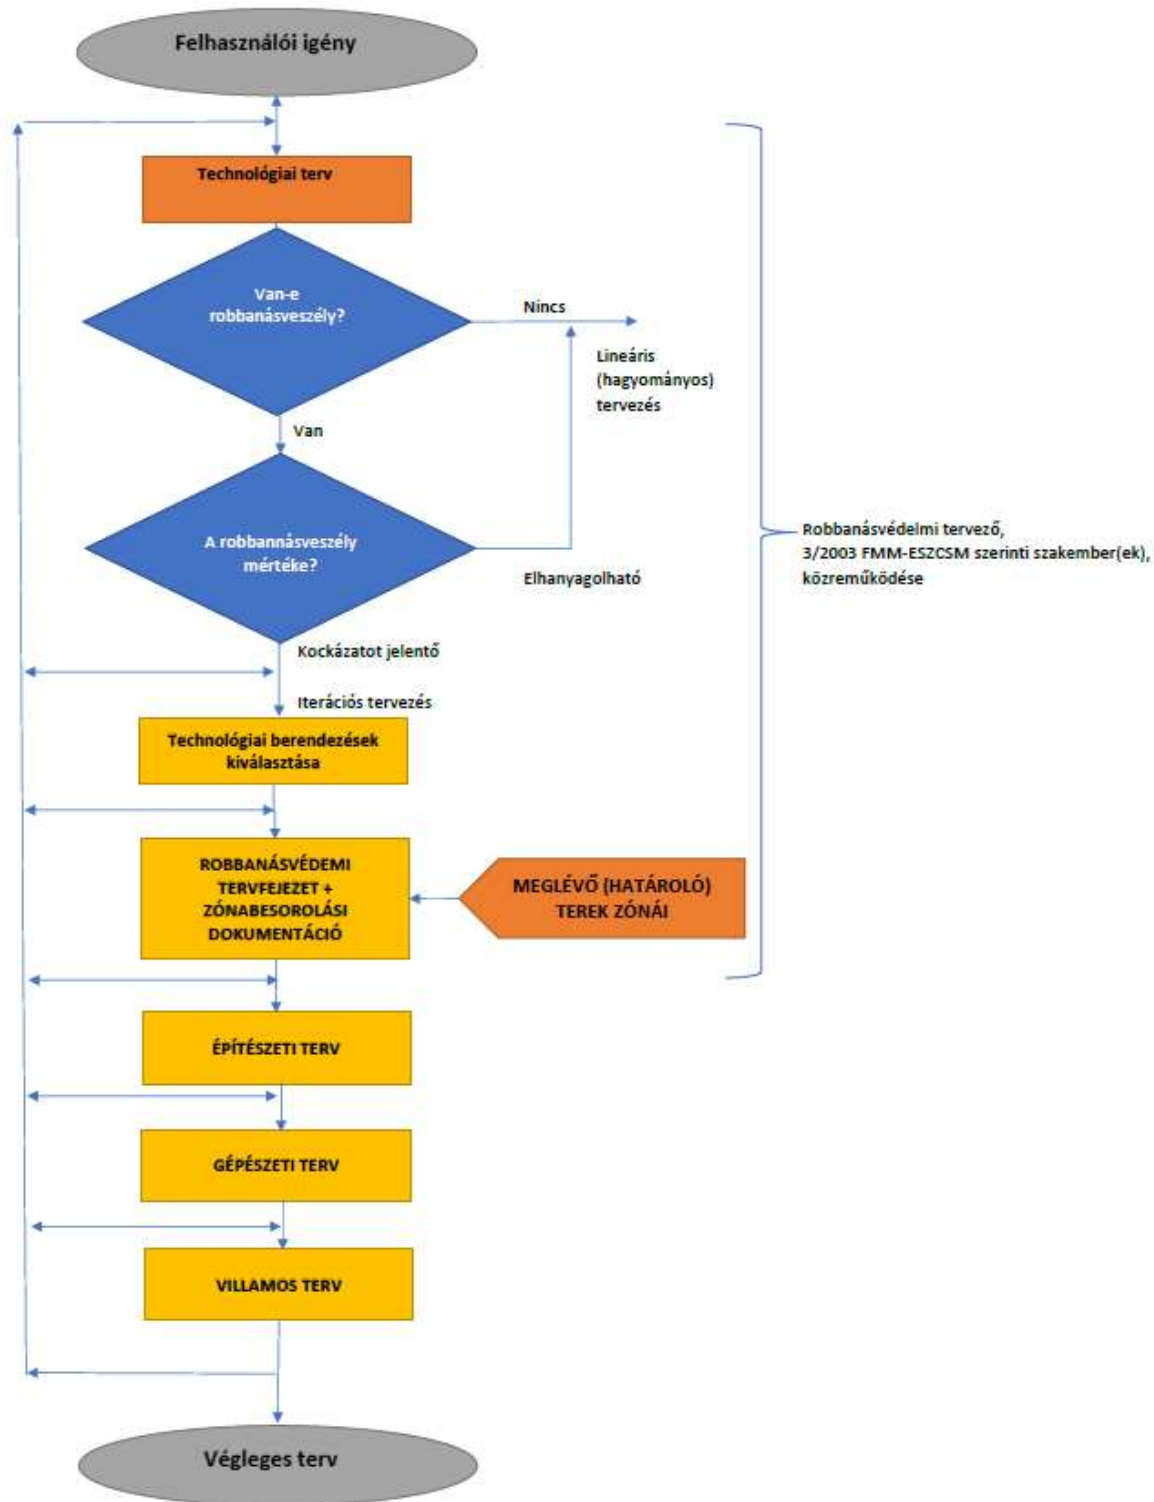 Felhasználói igény
Technológiai terv
Van-e
robbanásveszély?
Nincs
Lineáris
(hagyományos)
tervezés
Van
A robbannásveszély
mértéke?
Elhanyagolható
Robbanásvédelmi tervező,
3/2003 FMM-ESZCSM szerinti szakember(ek),
közreműködése
Kockázatot jelentő
Iterációs tervezés
Technológiai berendezések
kiválasztása
ROBBANÁSVÉDEMI
TERVFEJEZET +
ZÓNABESOROLÁSI
DOKUMENTÁCIÓ
MEGLÉVŐ (HATÁROLÓ)
TEREK ZÓNÁI
ÉPÍTÉSZETI TERV
GÉPÉSZETI TERV
VILLAMOS TERV
Végleges terv